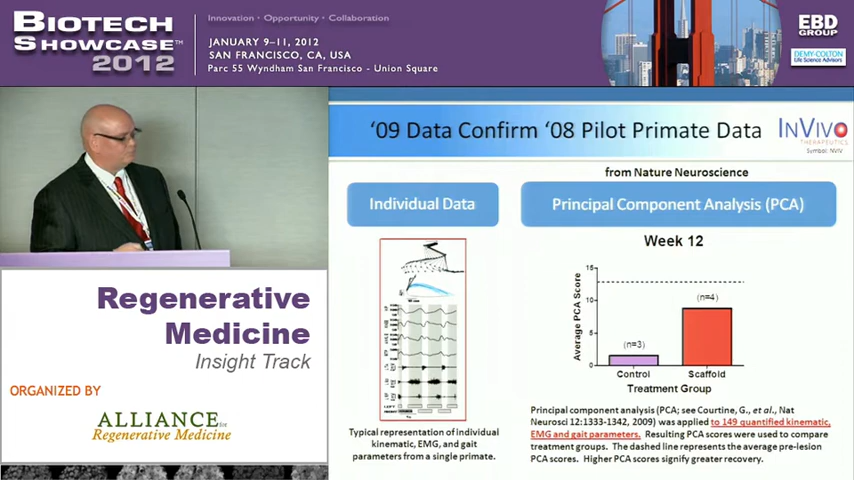 BIOTECH
SHOWCASE™
2012
Innovation • Opportunity • Collaboration
JANUARY 9–11, 2012
SAN FRANCISCO, CA, USA
Parc 55 Wyndham San Francisco - Union Square
EBD
GROUP
DEMY-COLTON
Life Science Advisors
'09 Data Confirm '08 Pilot Primate Data
INVIVO
THERAPEUTICS
Symbol: NVIV
from Nature Neuroscience
Individual Data
Principal Component Analysis (PCA)
Week 12
15
10
5
0
Average PCA Score
(n=3)
(n=4)
Control
Scaffold
Treatment Group
Typical representation of individual
kinematic, EMG, and gait
parameters from a single primate.
Principal component analysis (PCA; see Courtine, G., et al., Nat
Neurosci 12:1333-1342, 2009) was applied to 149 quantified kinematic,
EMG and gait parameters. Resulting PCA scores were used to compare
treatment groups. The dashed line represents the average pre-lesion
PCA scores. Higher PCA scores signify greater recovery.
Regenerative
Medicine
Insight Track
ORGANIZED BY
ALLIANCE for
Regenerative Medicine